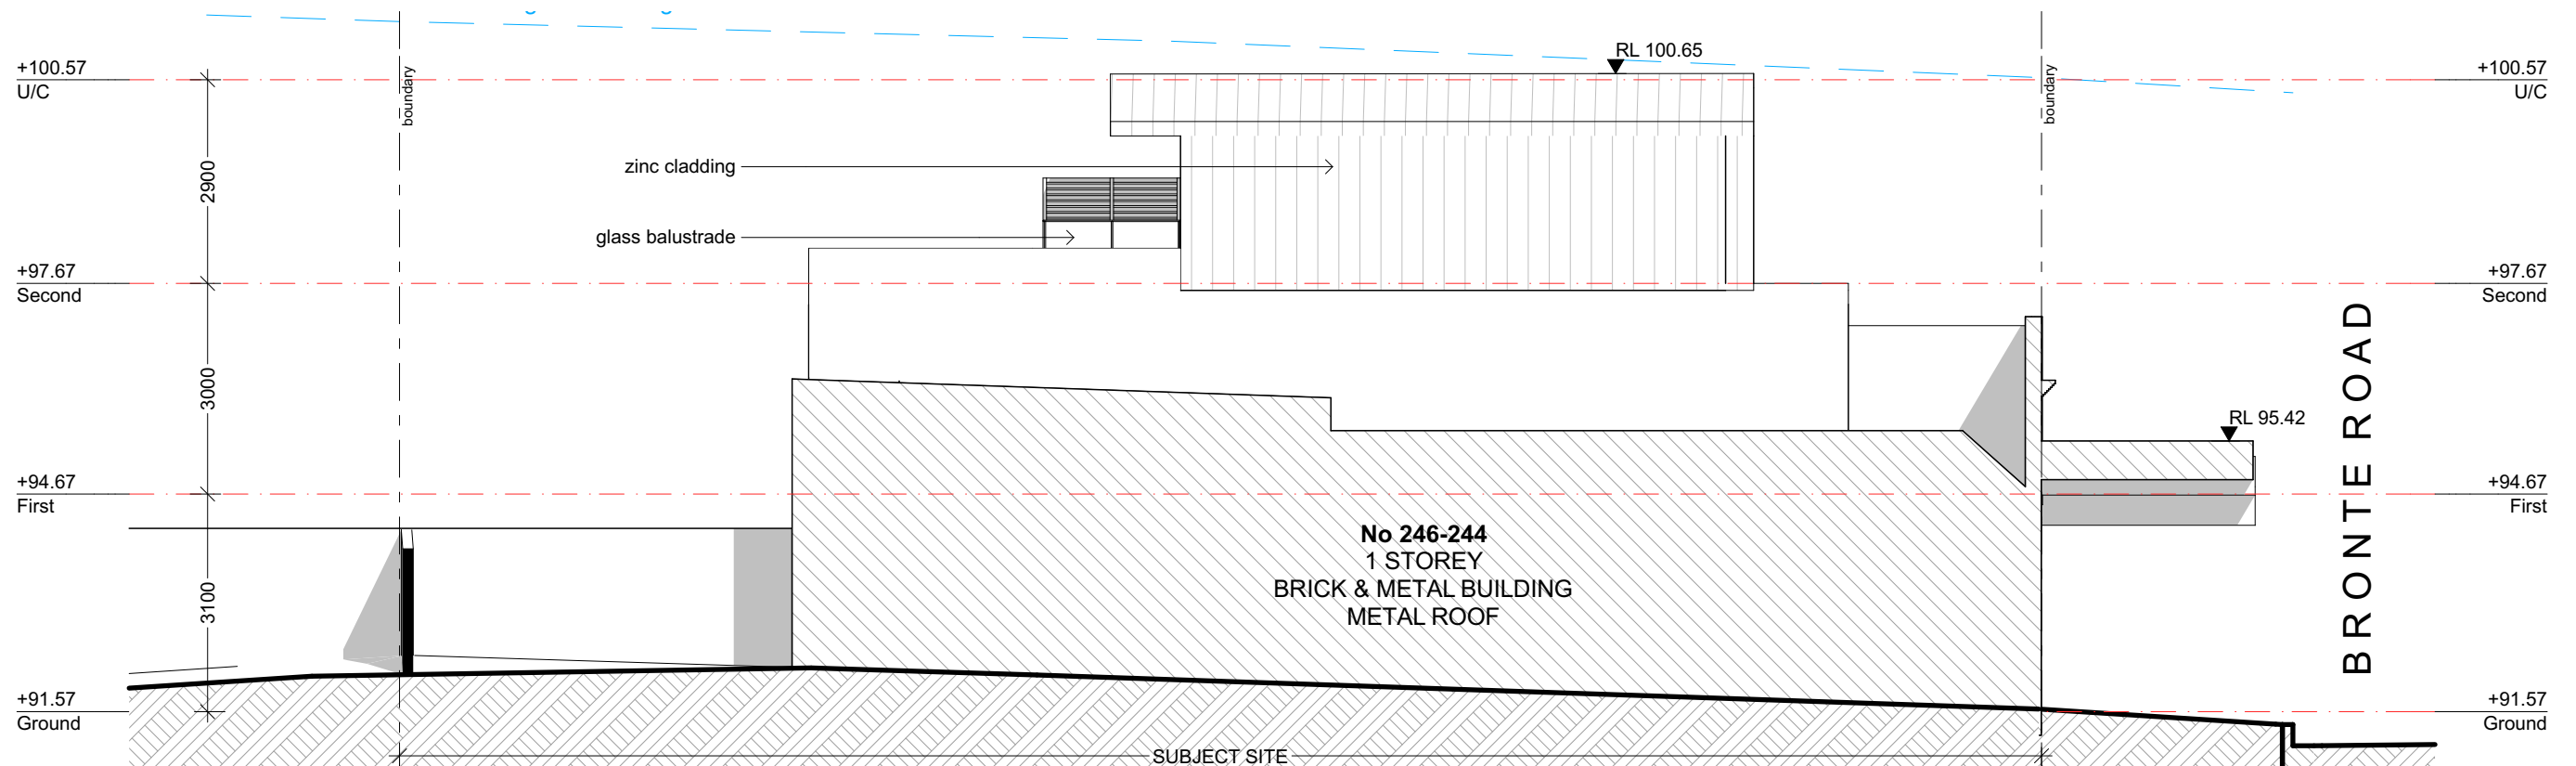 RL 100.65
+100.57
U/C
boundary
boundary
+100.57
U/C
zinc cladding
2900
glass balustrade
+97.67
Second
+97.67
Second
3000
RL 95.42
BRONTE ROAD
+94.67
First
+94.67
First
No 246-244
1 STOREY
BRICK & METAL BUILDING
METAL ROOF
3100
+91.57
Ground
+91.57
Ground
SUBJECT SITE